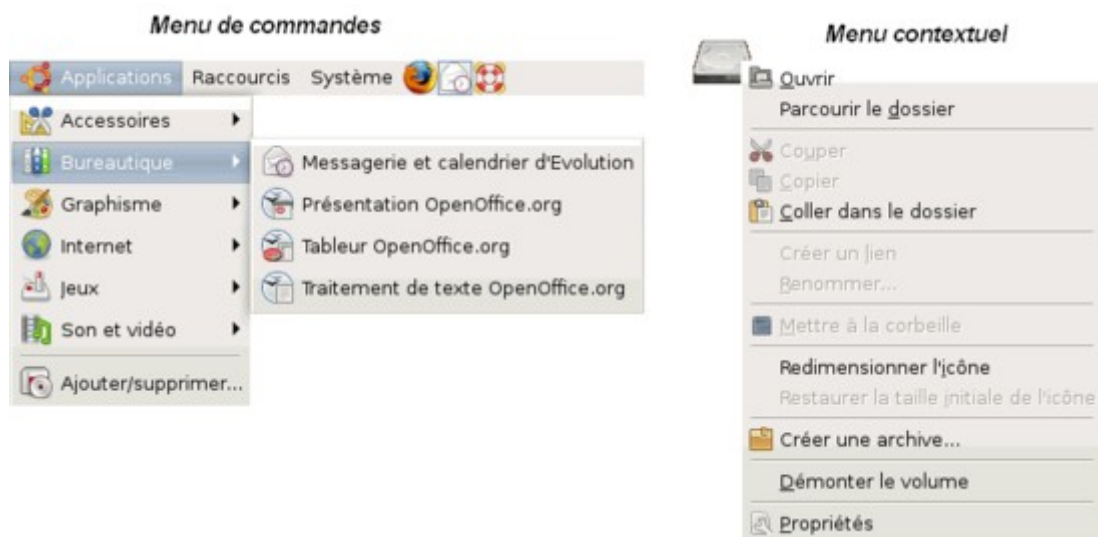 Menu de commandes
Applications Raccourcis Système
Accessoires
Bureautique
Graphisme
Internet
Jeux
Son et vidéo
Ajouter/supprimer...
Messagerie et calendrier d'Evolution
Présentation OpenOffice.org
Tableur OpenOffice.org
Traitement de texte OpenOffice.org
Menu contextuel
Ouvrir
Parcourir le dossier
Couper
Copier
Coller dans le dossier
Créer un lien
Renommer...
Mettre à la corbeille
Redimensionner l'icône
Restaurer la taille initiale de l'icône
Créer une archive...
Démonter le volume
Propriétés